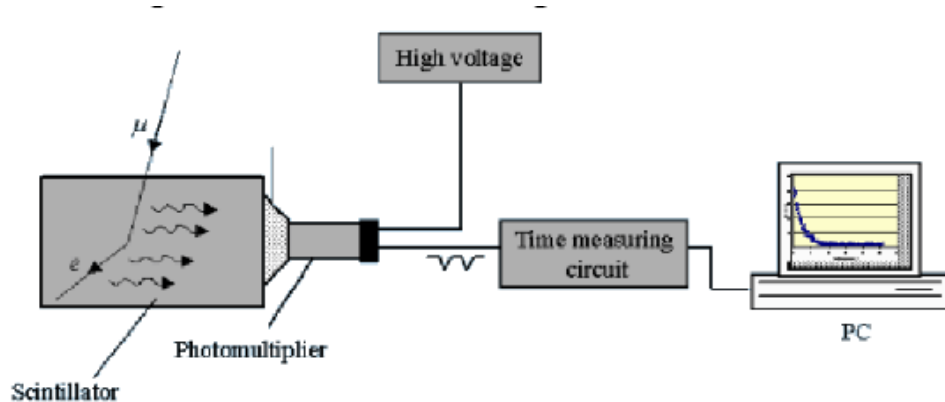 High voltage
μ
e
Time measuring
circuit
Photomultiplier
PC
Scintillator